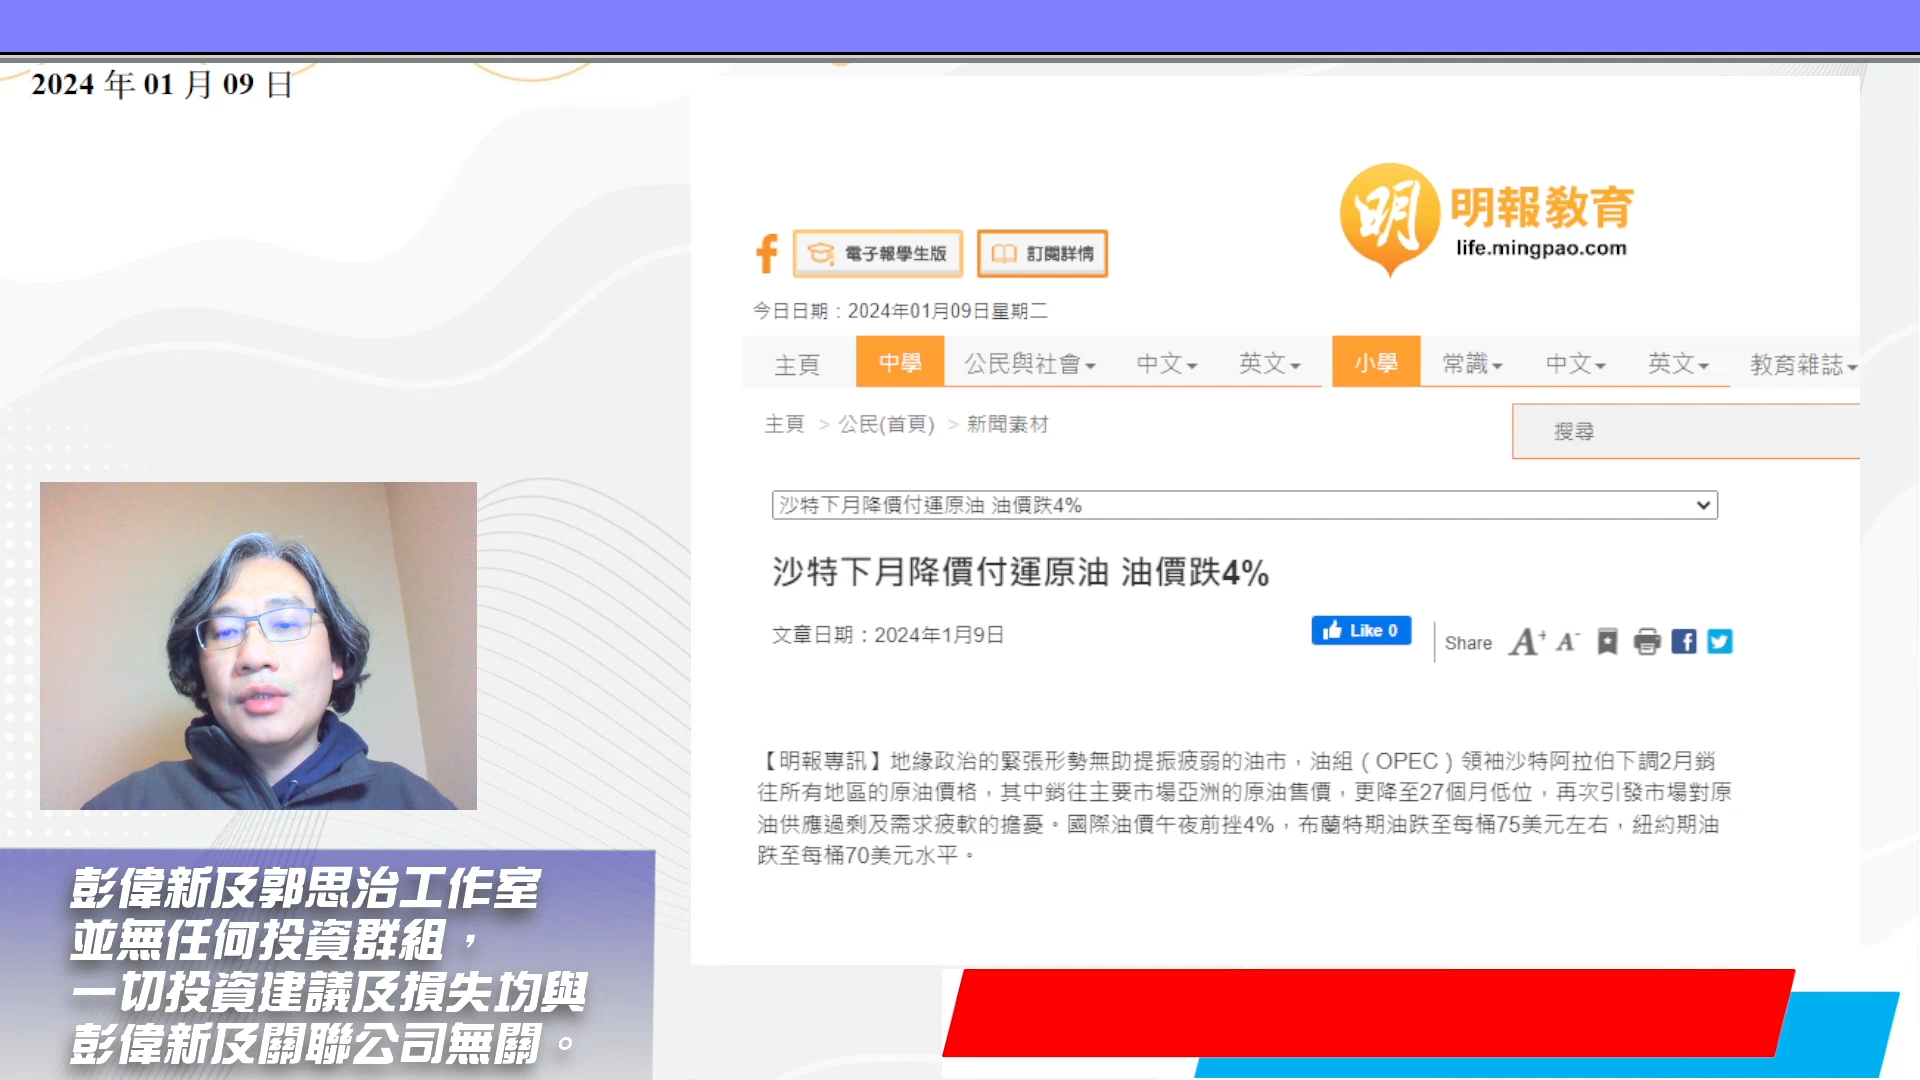 2024 年 01 月 09 日
明
明報教育
life.mingpao.com
電子報學生版
訂閱詳情
今日日期：2024年01月09日星期二
主頁 中學 公民與社會 中文 英文 小學 常識 中文 英文 教育雜誌
主頁 > 公民(首頁) > 新聞素材
搜尋
沙特下月降價付運原油 油價跌4%
沙特下月降價付運原油 油價跌4%
文章日期：2024年1月9日
Like 0
Share A+ A-
【明報專訊】地緣政治的緊張形勢無助提振疲弱的油市，油組（OPEC）領袖沙特阿拉伯下調2月銷
往所有地區的原油價格，其中銷往主要市場亞洲的原油售價，更降至27個月低位，再次引發市場對原
油供應過剩及需求疲軟的擔憂。國際油價午夜前挫4%，布蘭特期油跌至每桶75美元左右，紐約期油
跌至每桶70美元水平。
彭偉新及郭思治工作室
並無任何投資群組，
一切投資建議及損失均與
彭偉新及關聯公司無關。